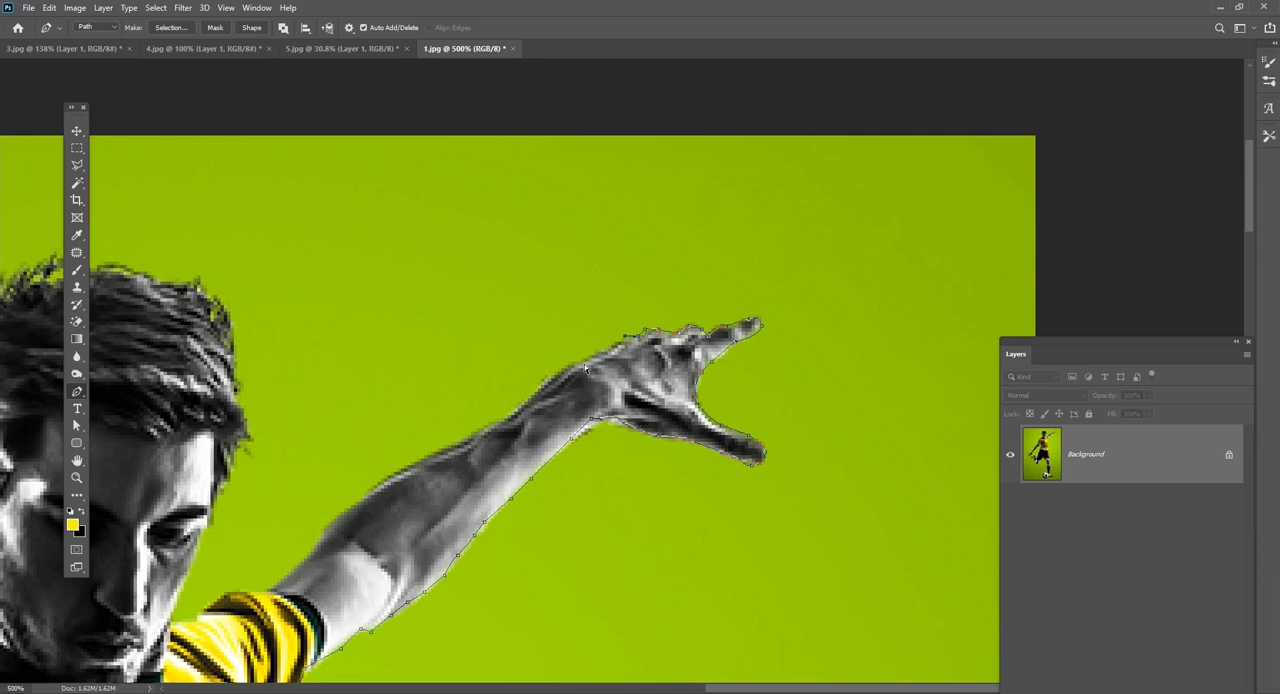 Ps File Edit Image Layer Type Select Filter 3D View Window Help
Path Make: Selection... Mask Shape Auto Add/Delete Align Edges
3.jpg @ 138% (Layer 1, RGB/8#) * × 4.jpg @ 100% (Layer 1, RGB/8#) * × 5.jpg @ 30.8% (Layer 1, RGB/8) * × 1.jpg @ 500% (RGB/8) * ×
Layers
Kind
Normal Opacity: 100%
Lock: Fill: 100%
Background
500% Doc: 1.62M/1.62M